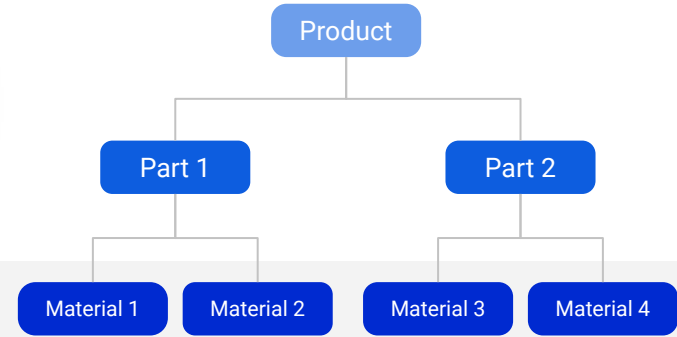 Product
Part 1
Part 2
Material 1
Material 2
Material 3
Material 4